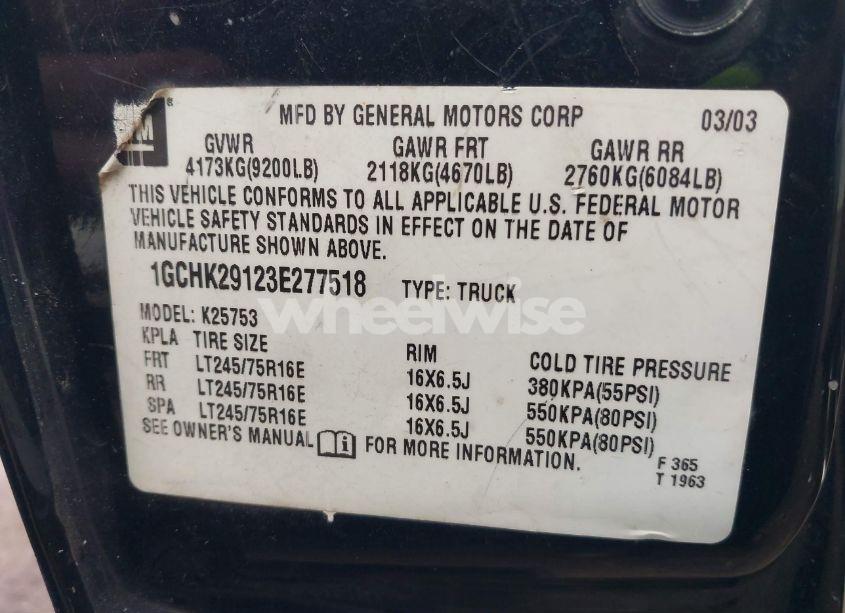 GM
MFD BY GENERAL MOTORS CORP 03/03
GVWR GAWR FRT GAWR RR
4173KG(9200LB) 2118KG(4670LB) 2760KG(6084LB)
THIS VEHICLE CONFORMS TO ALL APPLICABLE U.S. FEDERAL MOTOR
VEHICLE SAFETY STANDARDS IN EFFECT ON THE DATE OF
MANUFACTURE SHOWN ABOVE.
1GCHK29123E277518 TYPE: TRUCK
wheelwise
MODEL: K25753
KPLA TIRE SIZE RIM COLD TIRE PRESSURE
FRT LT245/75R16E 16X6.5J 380KPA(55PSI)
RR LT245/75R16E 16X6.5J 550KPA(80PSI)
SPA LT245/75R16E 16X6.5J 550KPA(80PSI)
SEE OWNER'S MANUAL FOR MORE INFORMATION.
F 365
T 1963